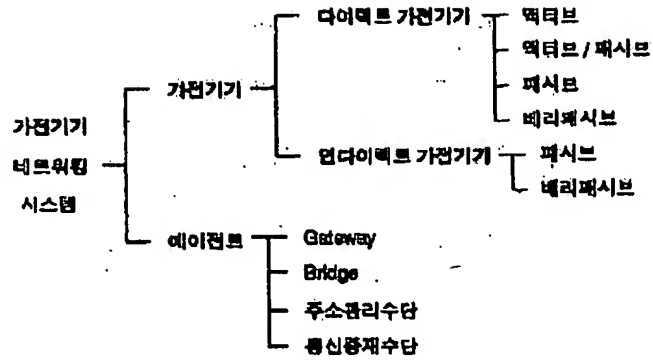 다이렉트 가전기기
액티브
액티브 / 패시브
패시브
베리패시브
가전기기
언다이렉트 가전기기
패시브
베리패시브
가전기기
네트워킹
시스템
에이전트
Gateway
Bridge
주소관리수단
통신중재수단